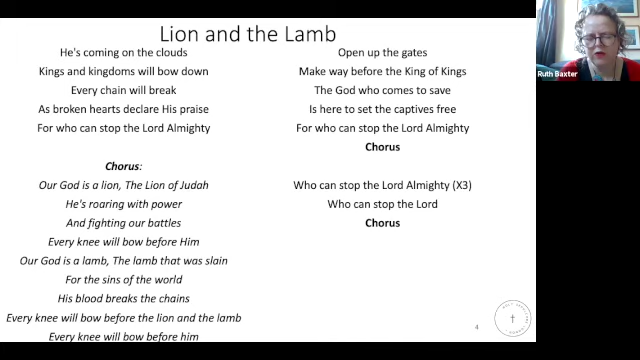 Lion and the Lamb
He's coming on the clouds
Kings and kingdoms will bow down
Every chain will break
As broken hearts declare His praise
For who can stop the Lord Almighty
Chorus:
Our God is a lion, The Lion of Judah
He's roaring with power
And fighting our battles
Every knee will bow before Him
Our God is a lamb, The lamb that was slain
For the sins of the world
His blood breaks the chains
Every knee will bow before the lion and the lamb
Every knee will bow before him
Open up the gates
Make way before the King of Kings
The God who comes to save
Is here to set the captives free
For who can stop the Lord Almighty
Chorus
Who can stop the Lord Almighty (X3)
Who can stop the Lord
Chorus
4
Ruth Baxter